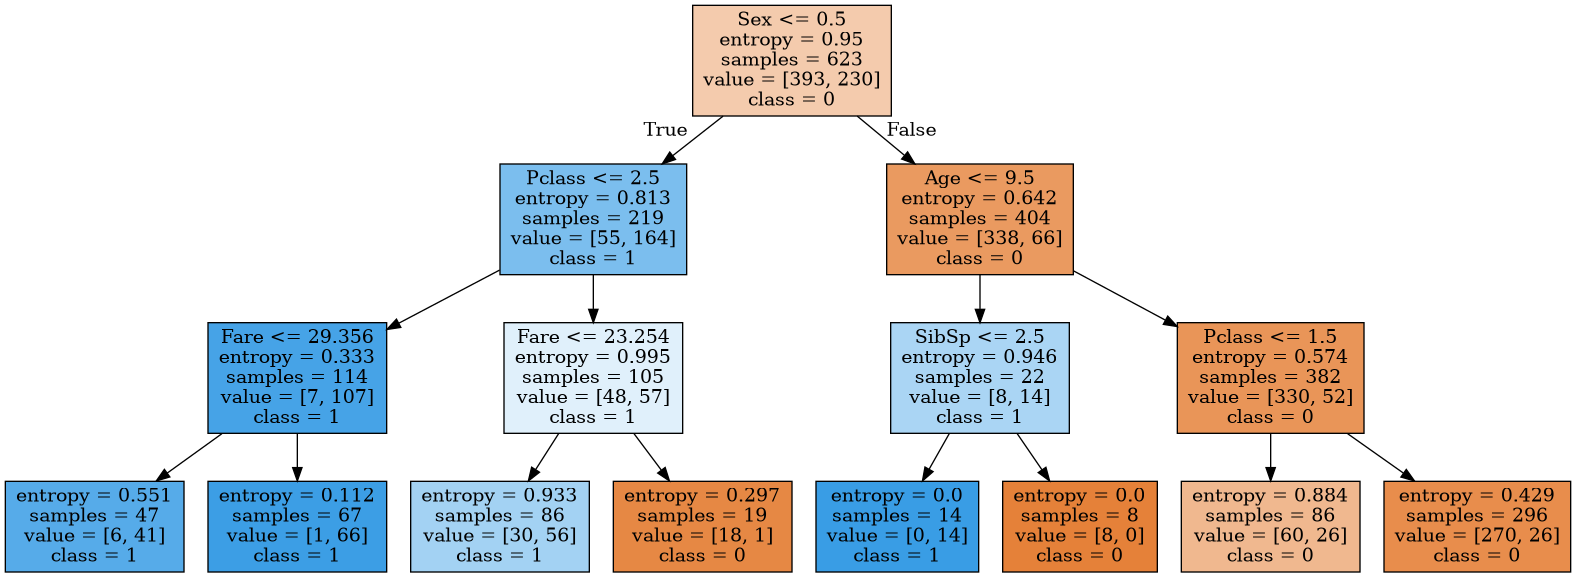 Sex <= 0.5
entropy = 0.95
samples = 623
value = [393, 230]
class = 0
True
False
Pclass <= 2.5
entropy = 0.813
samples = 219
value = [55, 164]
class = 1
Age <= 9.5
entropy = 0.642
samples = 404
value = [338, 66]
class = 0
Fare <= 29.356
entropy = 0.333
samples = 114
value = [7, 107]
class = 1
Fare <= 23.254
entropy = 0.995
samples = 105
value = [48, 57]
class = 1
SibSp <= 2.5
entropy = 0.946
samples = 22
value = [8, 14]
class = 1
Pclass <= 1.5
entropy = 0.574
samples = 382
value = [330, 52]
class = 0
entropy = 0.551
samples = 47
value = [6, 41]
class = 1
entropy = 0.112
samples = 67
value = [1, 66]
class = 1
entropy = 0.933
samples = 86
value = [30, 56]
class = 1
entropy = 0.297
samples = 19
value = [18, 1]
class = 0
entropy = 0.0
samples = 14
value = [0, 14]
class = 1
entropy = 0.0
samples = 8
value = [8, 0]
class = 0
entropy = 0.884
samples = 86
value = [60, 26]
class = 0
entropy = 0.429
samples = 296
value = [270, 26]
class = 0